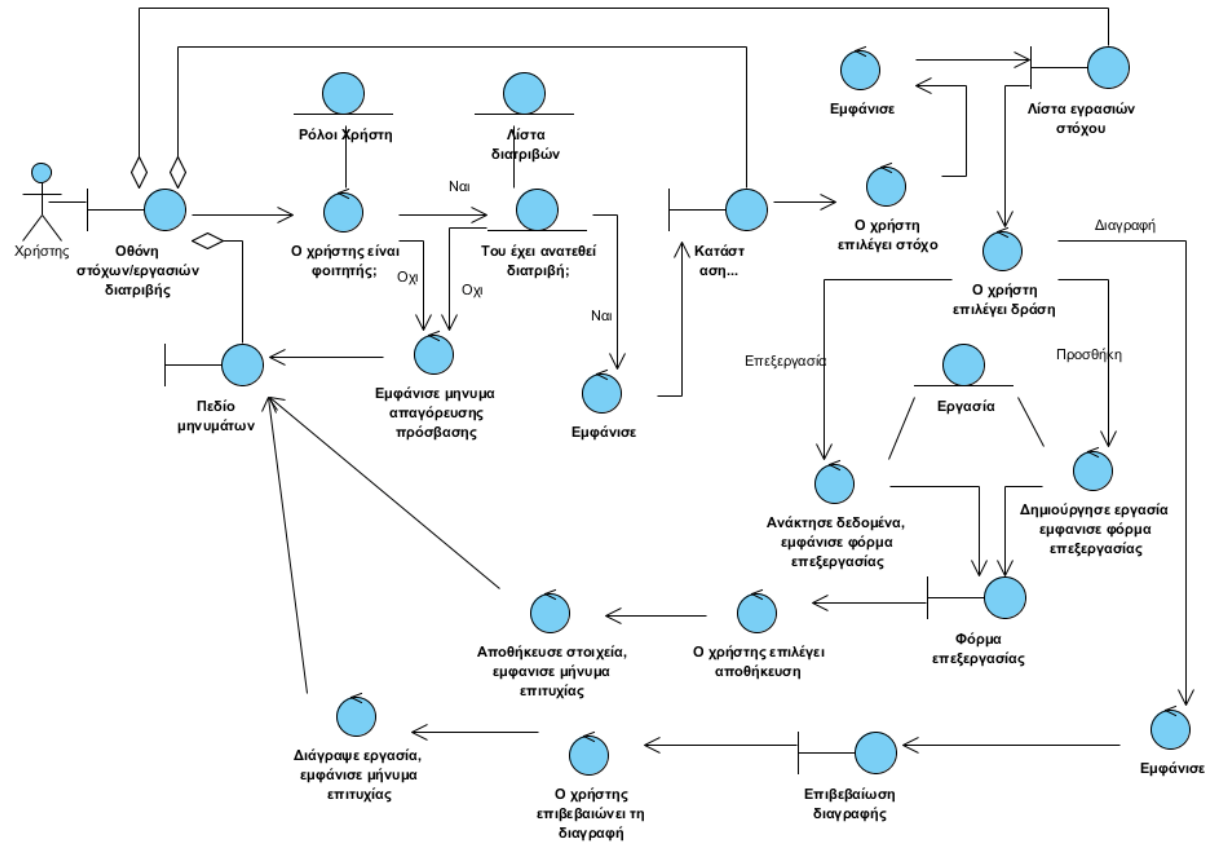 Εμφάνισε
Λίστα εγρασιών
στόχου
Ρόλοι Χρήστη
Λίστα
διατριβών
Χρήστης
Οθόνη
στόχων/εργασιών
διατριβής
Ο χρήστης είναι
φοιτητής;
Ναι
Του έχει ανατεθεί
διατριβή;
Κατάστ
αση...
Ο χρήστη
επιλέγει στόχο
Διαγραφή
Οχι
Οχι
Ναι
Ο χρήστη
επιλέγει δράση
Επεξεργασία
Προσθήκη
Πεδίο
μηνυμάτων
Εμφάνισε μηνυμα
απαγόρευσης
πρόσβασης
Εμφάνισε
Εργασία
Ανάκτησε δεδομένα,
εμφάνισε φόρμα
επεξεργασίας
Δημιούργησε εργασία
εμφανισε φόρμα
επεξεργασίας
Αποθήκευσε στοιχεία,
εμφανισε μήνυμα
επιτυχίας
Ο χρήστης επιλέγει
αποθήκευση
Φόρμα
επεξεργασίας
Διάγραψε εργασία,
εμφάνισε μήνυμα
επιτυχίας
Ο χρήστης
επιβεβαιώνει τη
διαγραφή
Επιβεβαίωση
διαγραφής
Εμφάνισε